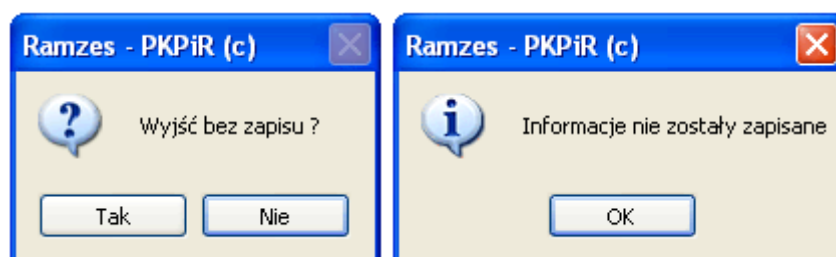 Ramzes - PKPiR (c)
Wyjść bez zapisu ?
Tak
Nie
Ramzes - PKPiR (c)
Informacje nie zostały zapisane
OK